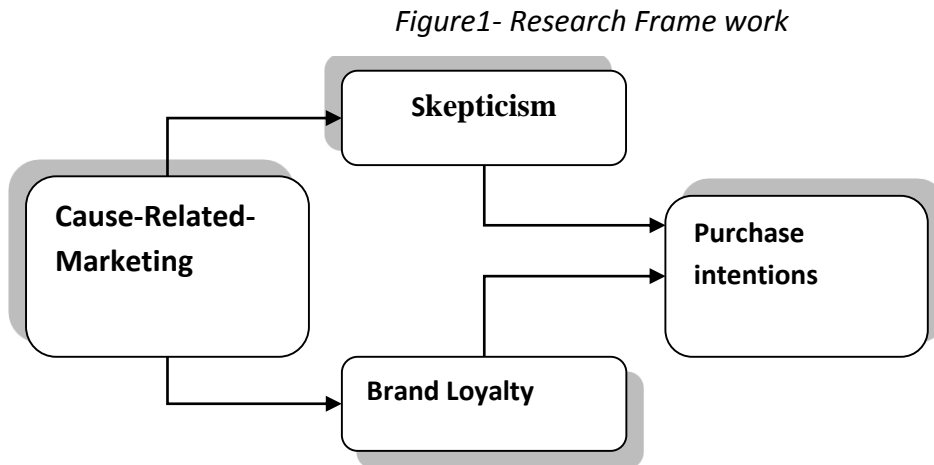 Figure1- Research Frame work
Skepticism
Cause-Related-
Marketing
Purchase
intentions
Brand Loyalty